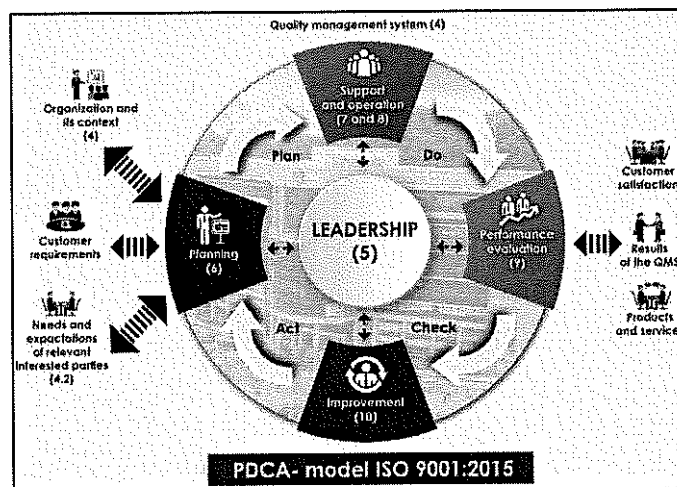 Quality management system (4)
Organization and
its context
(4)
Customer
requirements
Needs and
expactations
of relevant
interested parties
(4.2)
Support
and operation
(7 and 8)
Plan
Do
Planning
(6)
LEADERSHIP
(5)
Performance
evaluation
(9)
Act
Check
Improvement
(10)
Customer
satisfaction
Results
of the QMS
Products
and service
PDCA- model ISO 9001:2015